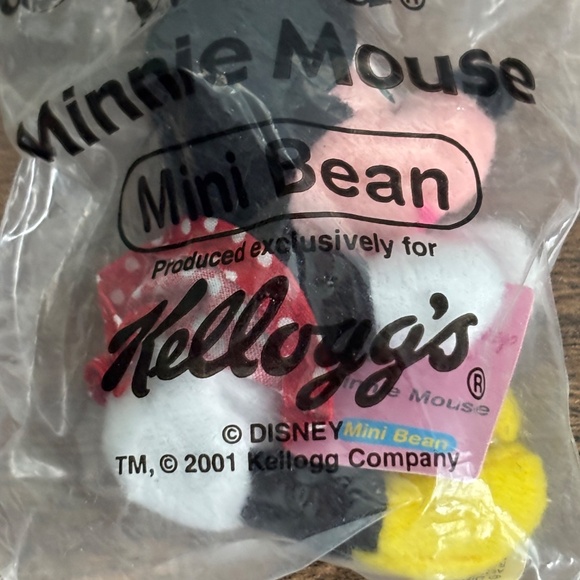 Minnie Mouse
Mini Bean
Produced exclusively for
Kellogg's®
© DISNEY
TM, © 2001 Kellogg Company
Minnie Mouse
Mini Bean